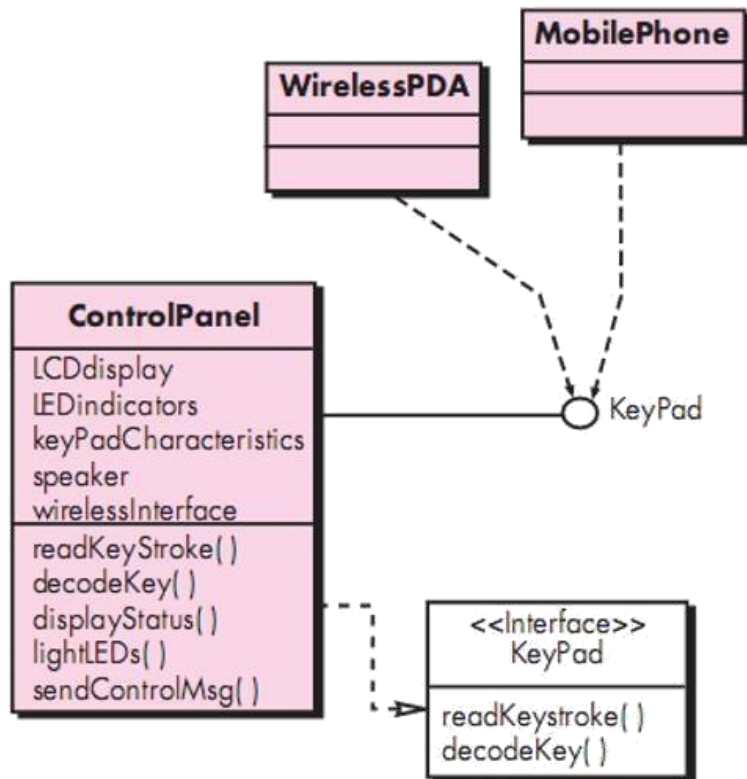 MobilePhone
WirelessPDA
ControlPanel
LCDdisplay
LEDindicators
keyPadCharacteristics
speaker
wirelessInterface
readKeyStroke( )
decodeKey( )
displayStatus( )
lightLEDs( )
sendControlMsg( )
KeyPad
<<Interface>>
KeyPad
readKeystroke( )
decodeKey( )